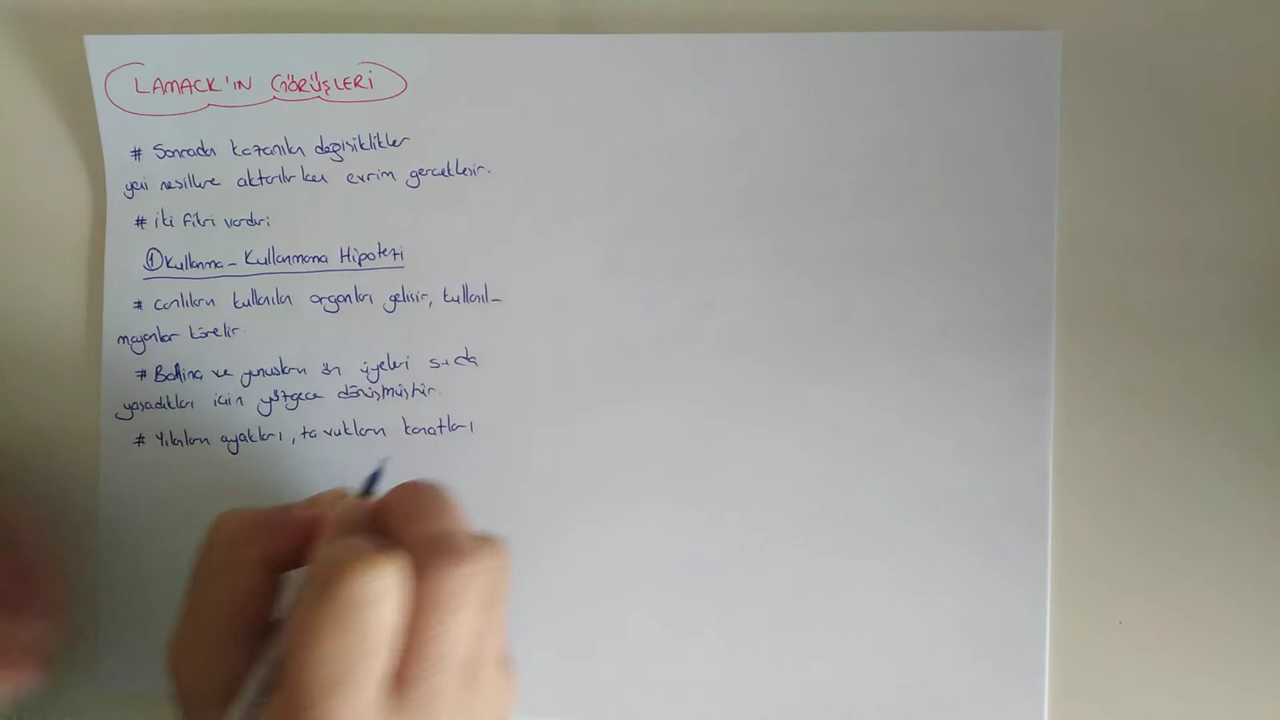 LAMACK'IN GÖRÜŞLERİ
# Sonradan kazanılan değişiklikler
yeni nesillere aktarılırken evrim gerçekleşir.
# İki fikri vardır;
① Kullanma - Kullanmama Hipotezi
# Canlıların kullanılan organları gelişir, kullanıl-
mayanlar körelir.
# Balina ve yunusların ön üyeleri suda
yaşadıkları için yüzgece dönüşmüştür.
# Yılanların ayakları, tavukların kanatları